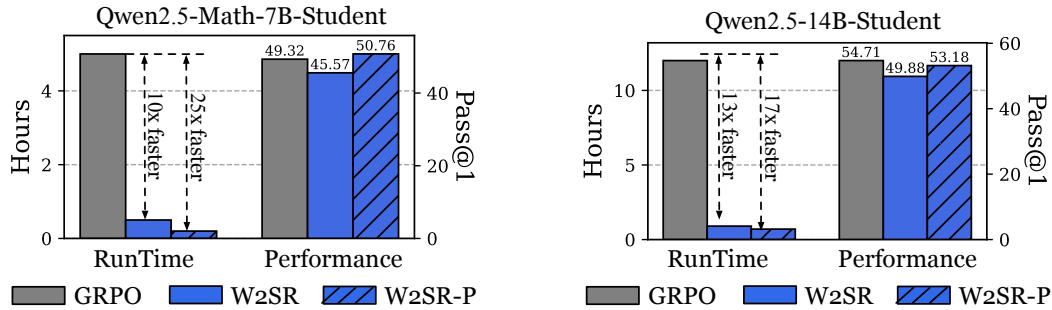 Qwen2.5-Math-7B-Student
Hours
4
2
0
10x faster
25x faster
49.32
45.57
50.76
40
20
0
Pass@1
RunTime
Performance
GRPO
W2SR
W2SR-P
Qwen2.5-14B-Student
Hours
10
5
0
13x faster
17x faster
54.71
49.88
53.18
60
40
20
0
Pass@1
RunTime
Performance
GRPO
W2SR
W2SR-P